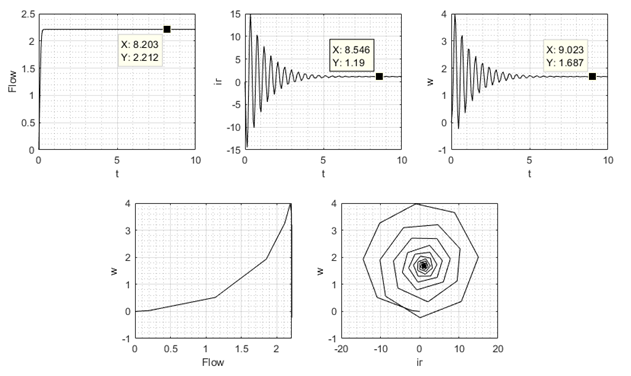 2.5
2
1.5
1
0.5
0
Flow
0 5 10
t
X: 8.203
Y: 2.212
15
10
5
0
-5
-10
-15
ir
0 5 10
t
X: 8.546
Y: 1.19
4
3
2
1
0
-1
w
0 5 10
t
X: 9.023
Y: 1.687
4
3
2
1
0
-1
w
0 0.5 1 1.5 2
Flow
4
3
2
1
0
-1
w
-20 -10 0 10 20
ir